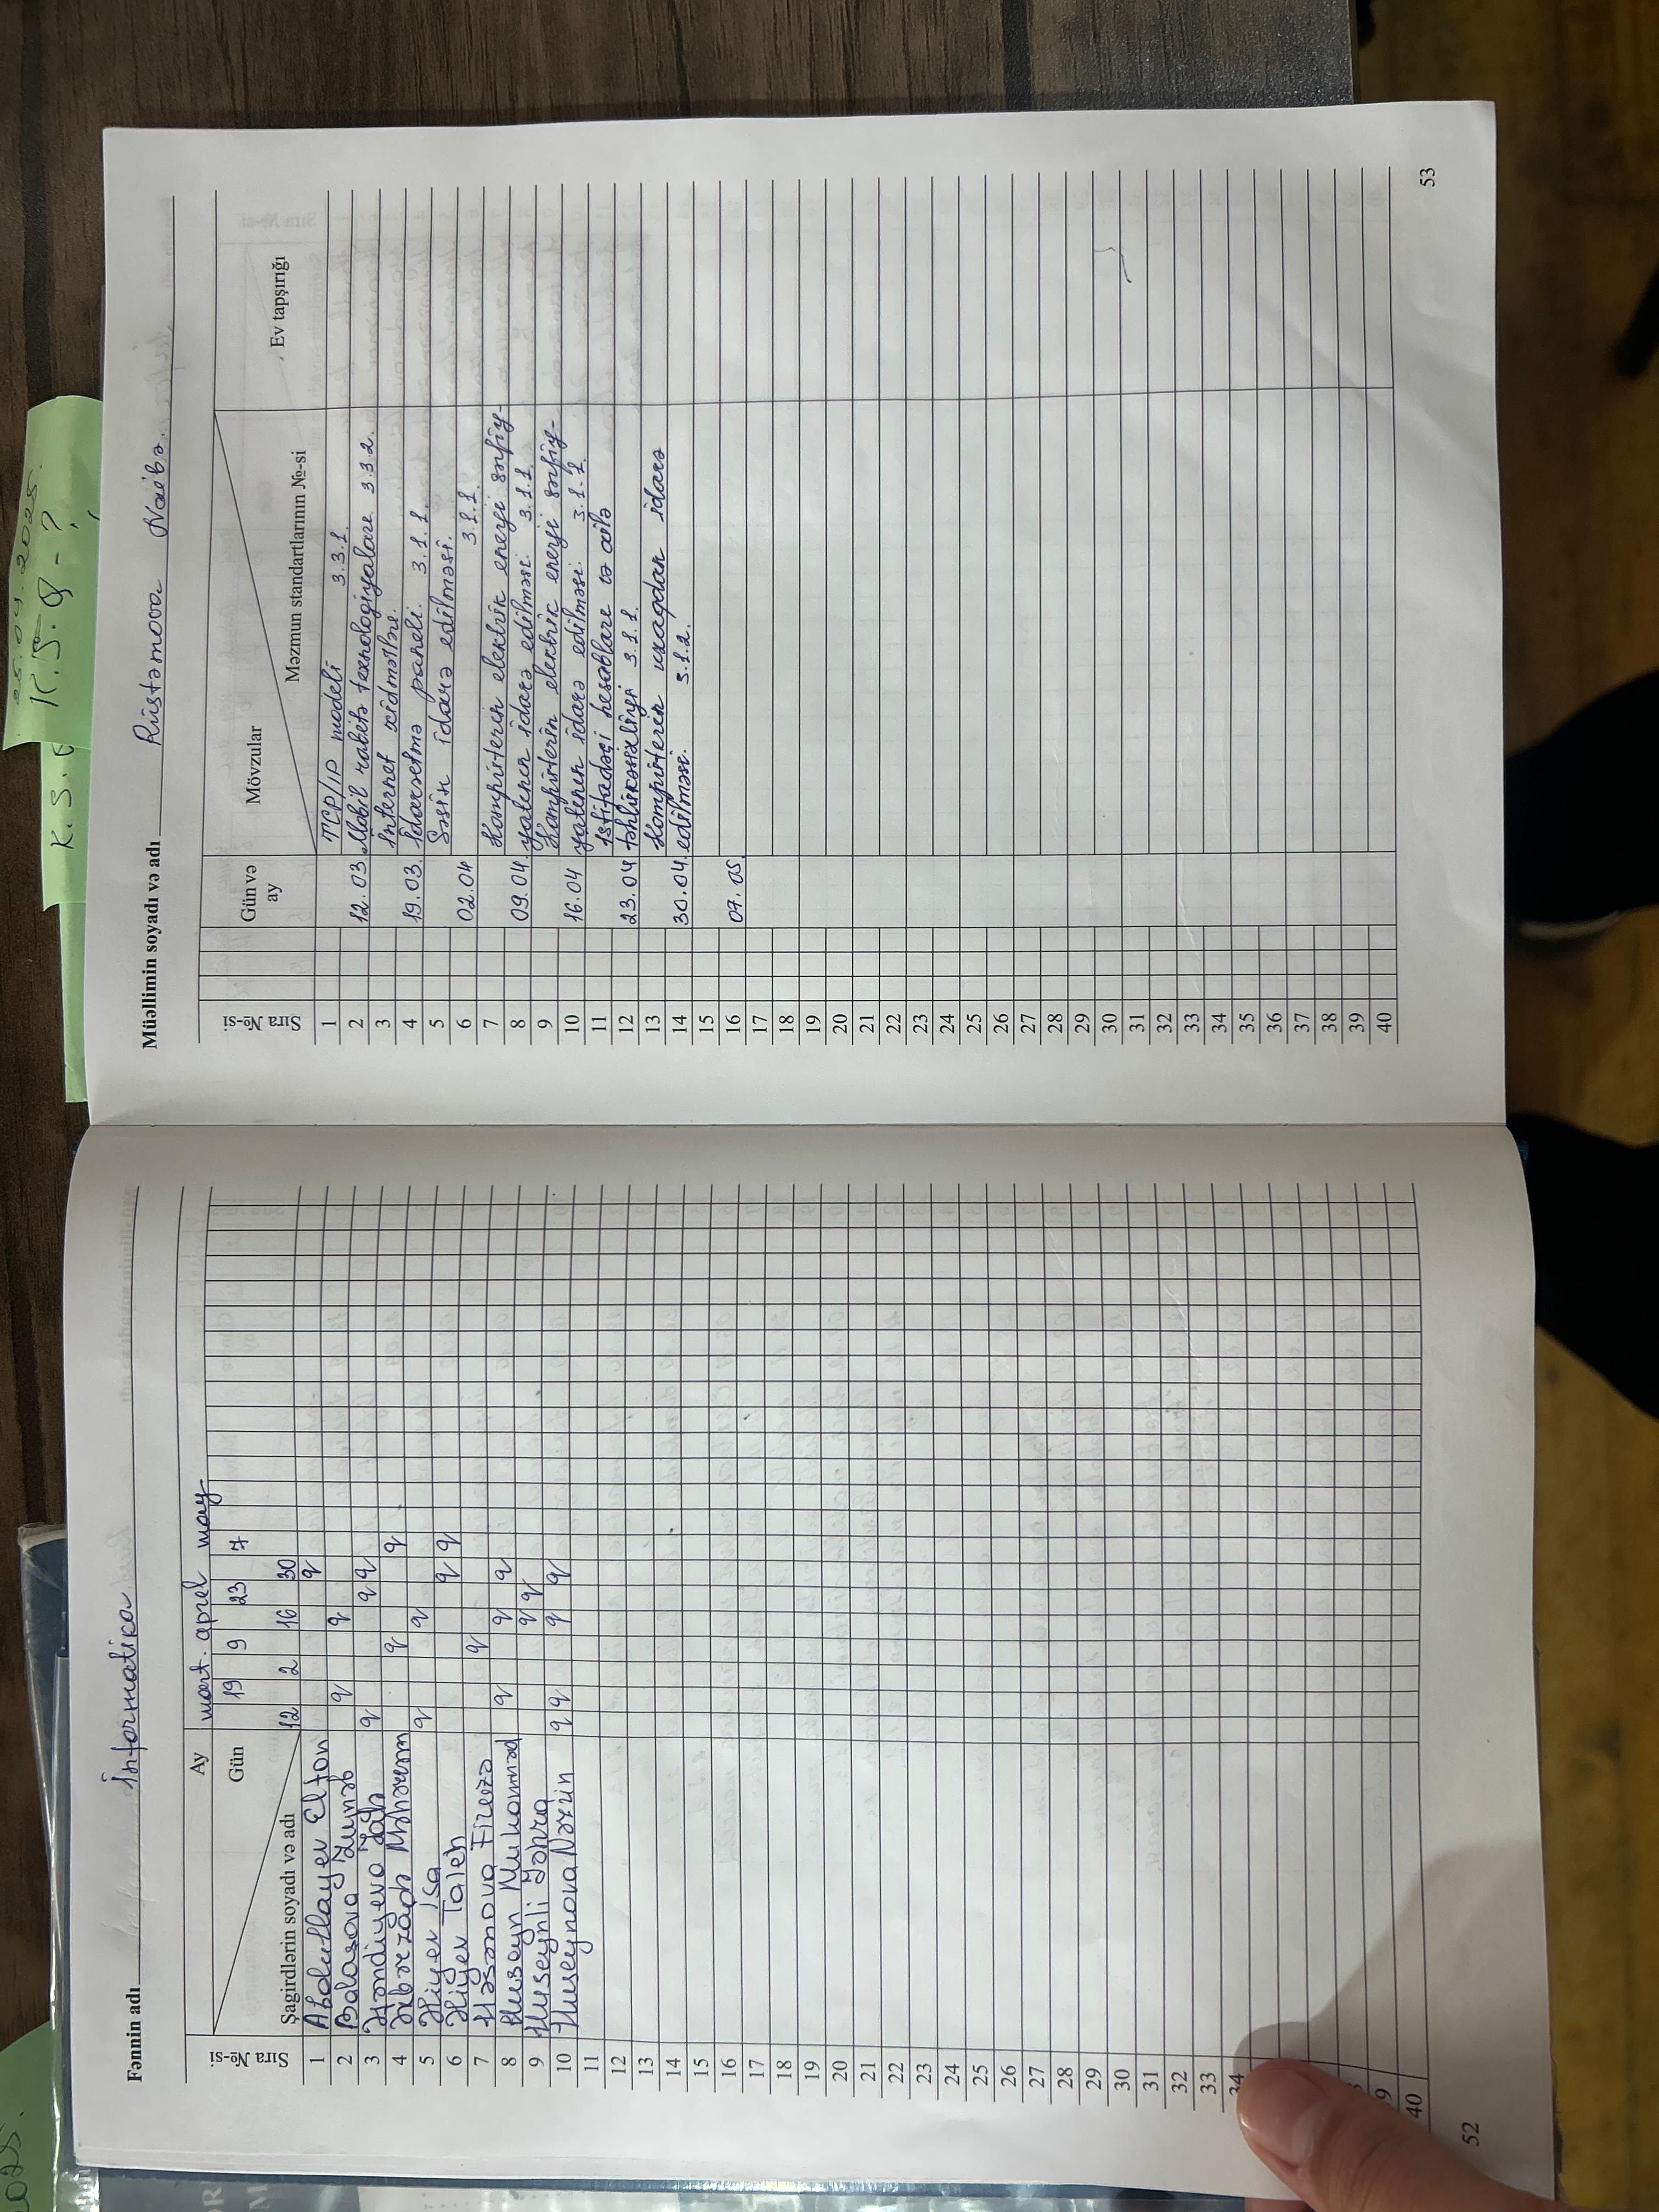 2025.
25.04.2025.
K.S.Q
K.S.Q-?
Fənnin adı İnformatika
Ay mart. aprel may
Sıra №-si
Gün 19 9 23 7
Şagirdlərin soyadı və adı 12 2 16 30
1 Abdullayev Elton q
2 Balaşova Zeynəb q q
3 Əfəndiyeva q q q
4 Əkbərzadə Məhərrəm q q
5 Əliyev İsa q q
6 Əliyev Taleh q q
7 Həsənova Firuzə q
8 Huseyn Muhəmməd q q q
9 Huseynli Zəhra q q
10 Huseynova Nəzrin q q q q
11
12
13
14
15
16
17
18
19
20
21
22
23
24
25
26
27
28
29
30
31
32
33
34
9
40
52
Müəllimin soyadı və adı Rüstəmova Naibə.
Sıra №-si
Gün və ay
Mövzular
Məzmun standartlarının №-si
Ev tapşırığı
1 TCP/IP modeli 3.3.1.
2 12.03 Mobil rabitə texnologiyaları. 3.3.2.
3 İnternet xidmətləri.
4 19.03. İdarəetmə paneli. 3.1.1.
5 Səsin idarə edilməsi.
6 02.04 3.1.1.
7 Kompüterin elektrik enerji sərfiy-
8 09.04. yatının idarə edilməsi. 3.1.1.
9 Kompüterin elektrik enerji sərfiy-
10 16.04 yatının idarə edilməsi. 3.1.1.
11 İstifadəçi hesabları və ailə
12 23.04 təhlükəsizliyi 3.1.1.
13 Kompüterin uzaqdan idarə
14 30.04. edilməsi. 3.1.2.
15
16 07.05.
17
18
19
20
21
22
23
24
25
26
27
28
29
30
31
32
33
34
35
36
37
38
39
40
53